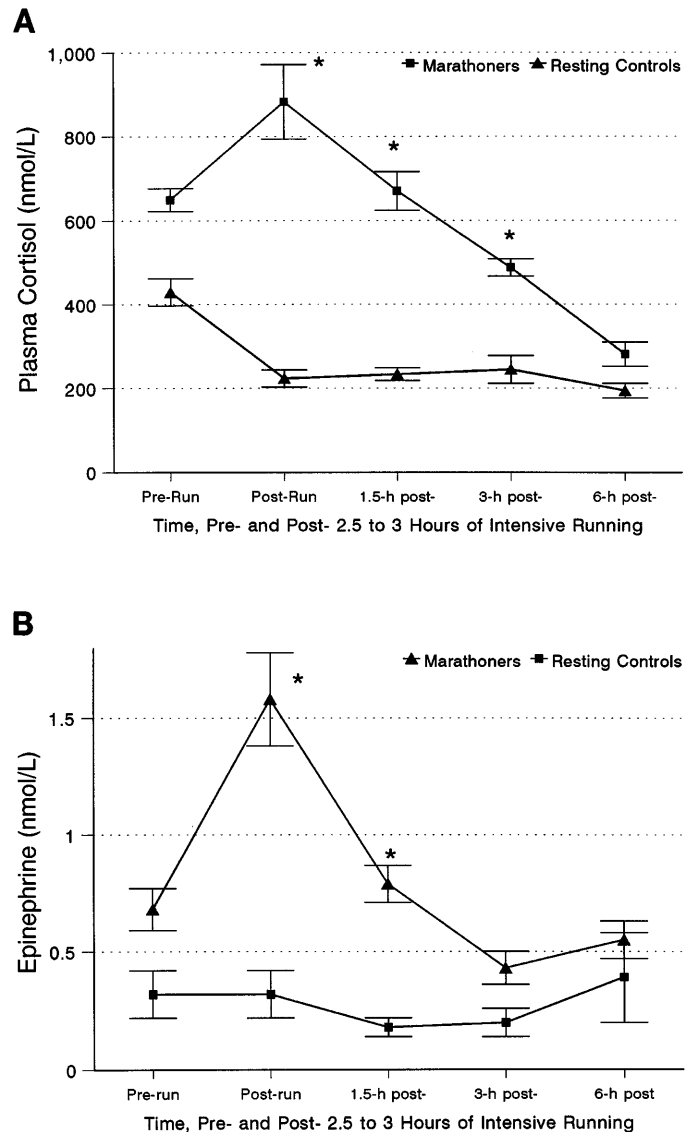 A
1,000
Marathoners Resting Controls
*
*
800
*
600
400
200
0
Plasma Cortisol (nmol/L)
Pre-Run Post-Run 1.5-h post- 3-h post- 6-h post-
Time, Pre- and Post- 2.5 to 3 Hours of Intensive Running
B
Marathoners Resting Controls
*
1.5
1
*
0.5
0
Epinephrine (nmol/L)
Pre-run Post-run 1.5-h post- 3-h post- 6-h post
Time, Pre- and Post- 2.5 to 3 Hours of Intensive Running